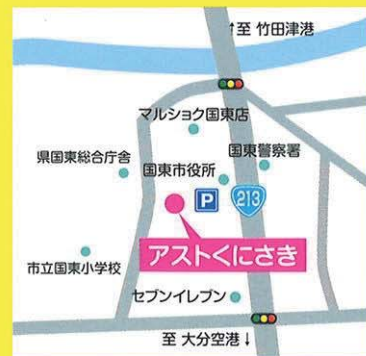 ↑至 竹田津港
マルショク国東店
県国東総合庁舎
国東市役所
国東警察署
P
213
アストくにさき
市立国東小学校
セブンイレブン
至 大分空港↓